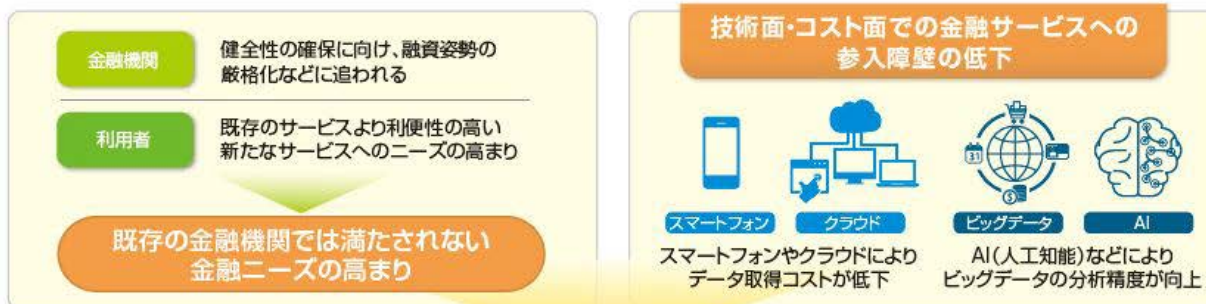 金融機関
健全性の確保に向け、融資姿勢の
厳格化などに追われる
利用者
既存のサービスより利便性の高い
新たなサービスへのニーズの高まり
既存の金融機関では満たされない
金融ニーズの高まり
技術面・コスト面での金融サービスへの
参入障壁の低下
31
$
スマートフォン
クラウド
ビッグデータ
AI
スマートフォンやクラウドにより
データ取得コストが低下
AI(人工知能)などにより
ビッグデータの分析精度が向上